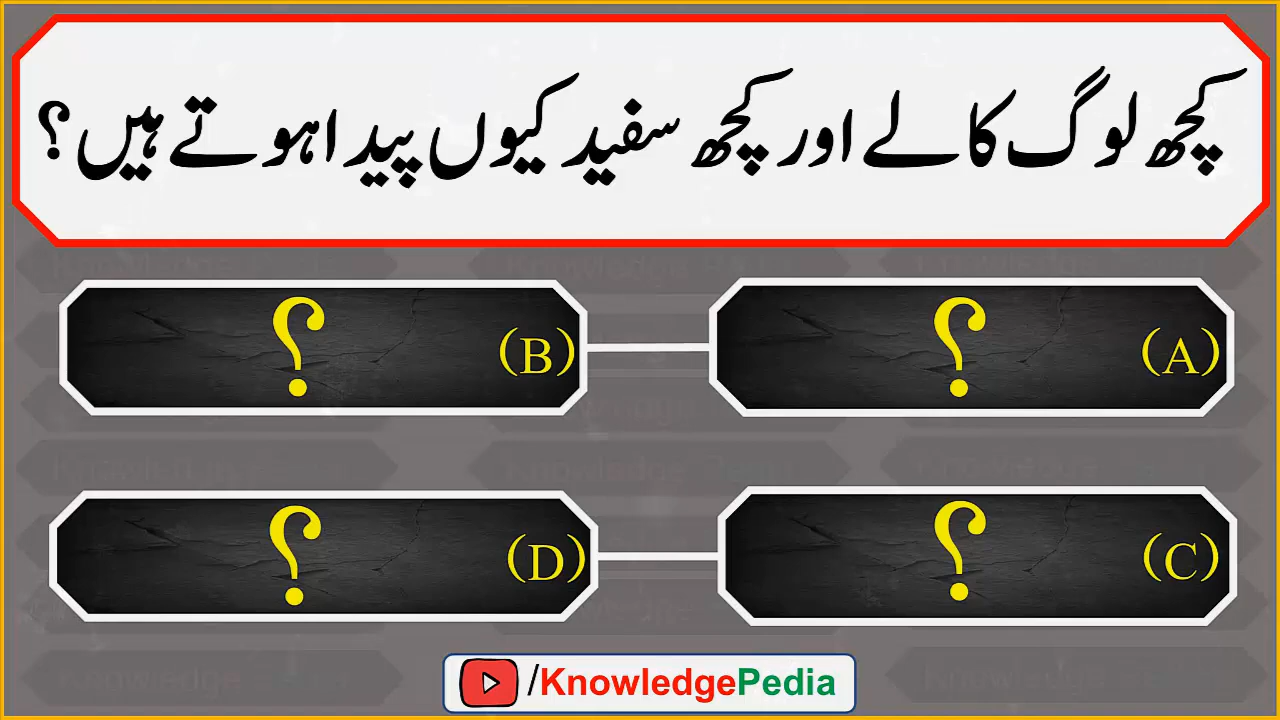 کچھ لوگ کالے اور کچھ سفید کیوں پیدا ہوتے ہیں؟
(A) ؟
(B) ؟
(C) ؟
(D) ؟
/KnowledgePedia